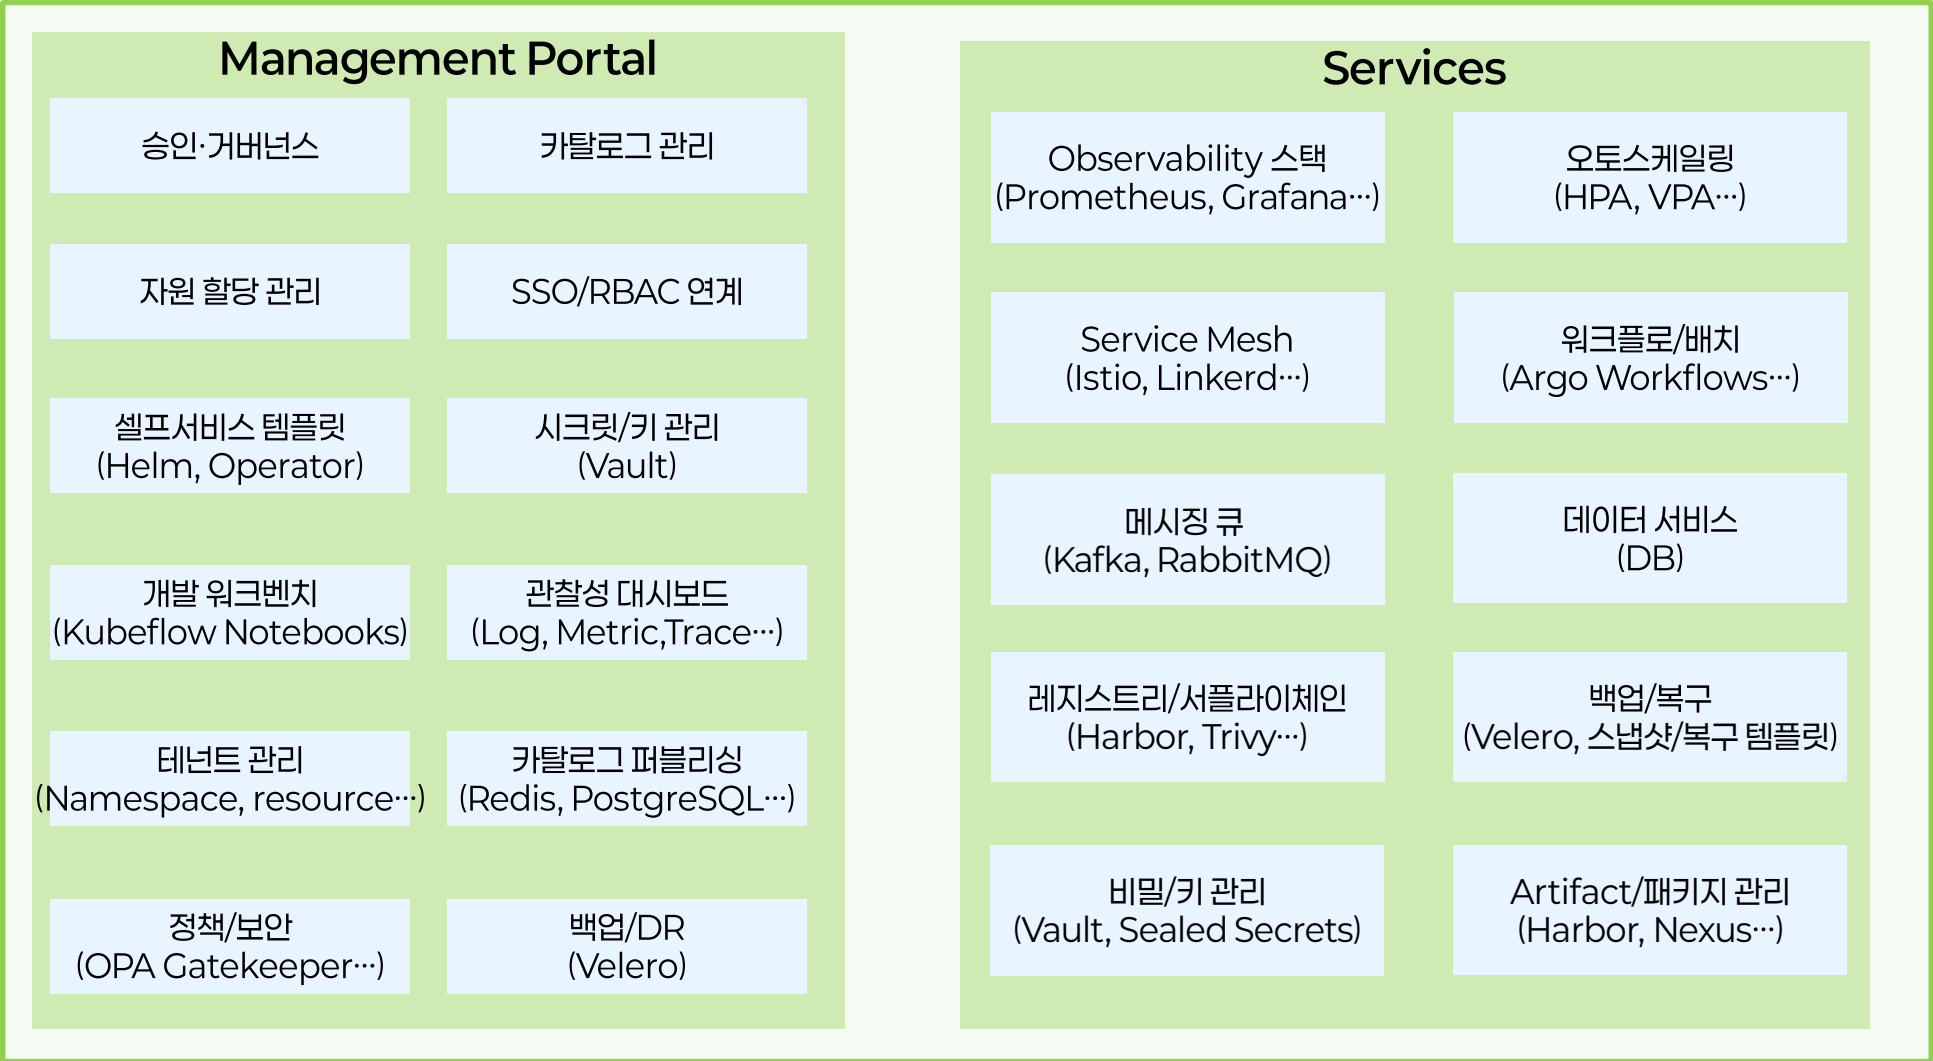 Management Portal
승인·거버넌스
카탈로그 관리
자원 할당 관리
SSO/RBAC 연계
셀프서비스 템플릿
(Helm, Operator)
시크릿/키 관리
(Vault)
개발 워크벤치
(Kubeflow Notebooks)
관찰성 대시보드
(Log, Metric,Trace…)
테넌트 관리
(Namespace, resource…)
카탈로그 퍼블리싱
(Redis, PostgreSQL…)
정책/보안
(OPA Gatekeeper…)
백업/DR
(Velero)
Services
Observability 스택
(Prometheus, Grafana…)
오토스케일링
(HPA, VPA…)
Service Mesh
(Istio, Linkerd…)
워크플로/배치
(Argo Workflows…)
메시징 큐
(Kafka, RabbitMQ)
데이터 서비스
(DB)
레지스트리/서플라이체인
(Harbor, Trivy…)
백업/복구
(Velero, 스냅샷/복구 템플릿)
비밀/키 관리
(Vault, Sealed Secrets)
Artifact/패키지 관리
(Harbor, Nexus…)